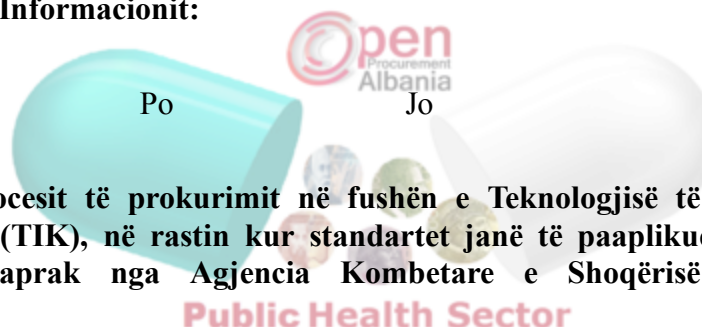 Informacionit:
Open
Procurement
Albania
Po Jo
ocesit të prokurimit në fushën e Teknologjisë të
(TIK), në rastin kur standartet janë të paapliku
aprak nga Agjencia Kombetare e Shoqërisë
Public Health Sector